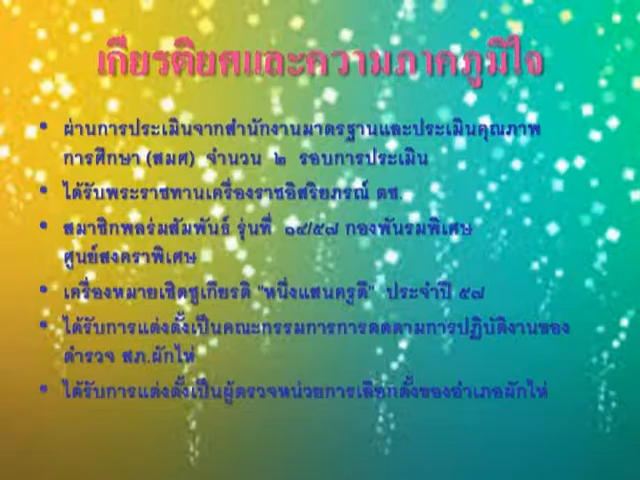 เกียรติยศและความภาคภูมิใจ
• ผ่านการประเมินจากสำนักงานมาตรฐานและประเมินคุณภาพ
การศึกษา (สมศ) จำนวน ๒ รอบการประเมิน
• ได้รับพระราชทานเครื่องราชอิสริยภรณ์ ตช.
• สมาชิกพลร่มสัมพันธ์ รุ่นที่ ๑๔/๕๗ กองพันรบพิเศษ
ศูนย์สงคราพิเศษ
• เครื่องหมายเชิดชูเกียรติ "หนึ่งแสนครูดี" ประจำปี ๕๗
• ได้รับการแต่งตั้งเป็นคณะกรรมการการติดตามการปฏิบัติงานของ
ตำรวจ สภ.ผักไห่
• ได้รับการแต่งตั้งเป็นผู้ตรวจหน่วยการเลือกตั้งของอำเภอผักไห่